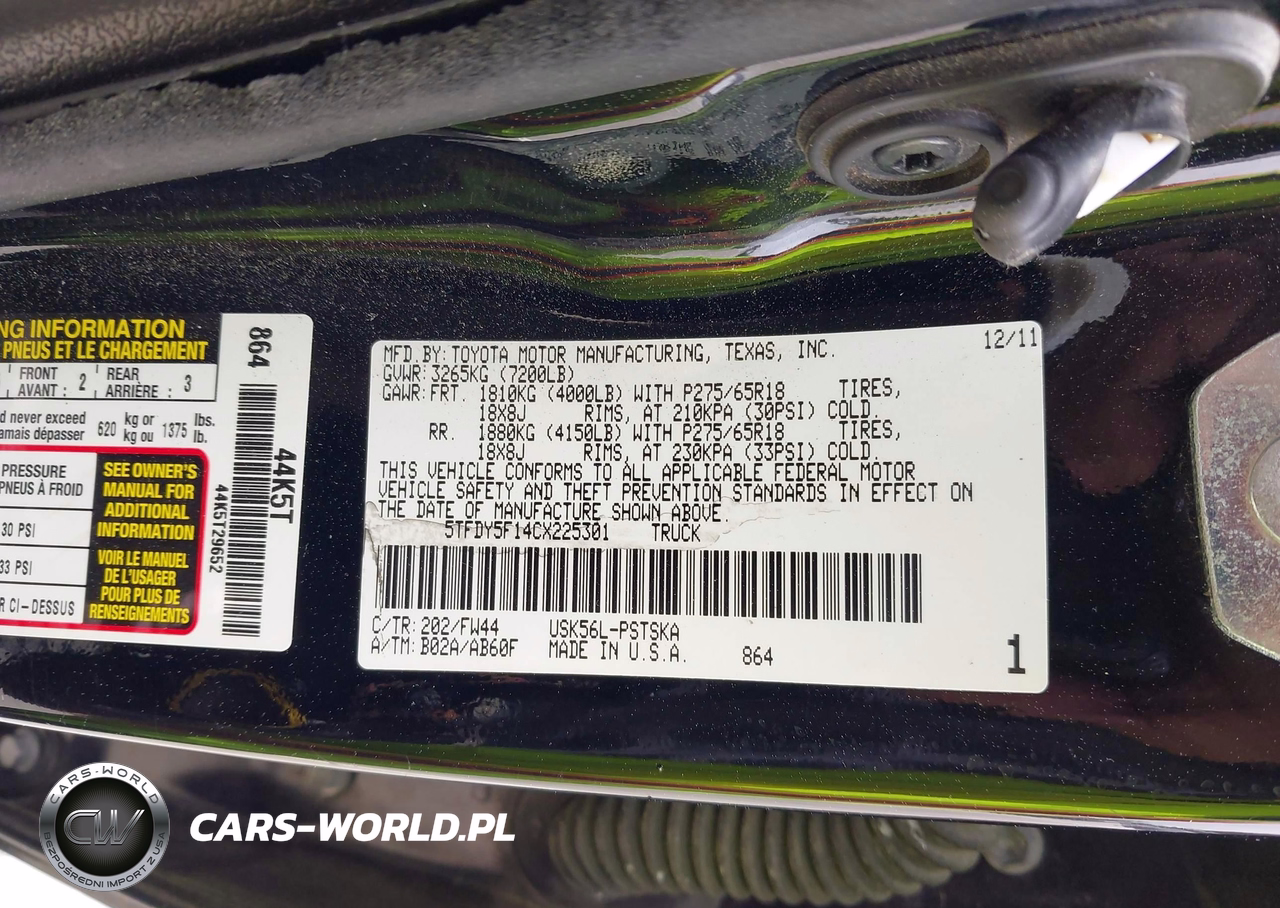 NG INFORMATION
PNEUS ET LE CHARGEMENT
FRONT
AVANT : 2
REAR
ARRIÈRE : 3
d never exceed
amais dépasser
620 kg or
kg ou
1375 lbs.
lb.
PRESSURE
PNEUS À FROID
30 PSI
33 PSI
R CI-DESSUS
SEE OWNER'S
MANUAL FOR
ADDITIONAL
INFORMATION
VOIR LE MANUEL
DE L'USAGER
POUR PLUS DE
RENSEIGNEMENTS
864
44K5T
44K5T29652
12/11
MFD.BY: TOYOTA MOTOR MANUFACTURING, TEXAS, INC.
GVWR: 3265KG (7200LB)
GAWR: FRT. 1810KG (4000LB) WITH P275/65R18 TIRES,
18X8J RIMS, AT 210KPA (30PSI) COLD.
RR. 1880KG (4150LB) WITH P275/65R18 TIRES,
18X8J RIMS, AT 230KPA (33PSI) COLD.
THIS VEHICLE CONFORMS TO ALL APPLICABLE FEDERAL MOTOR
VEHICLE SAFETY AND THEFT PREVENTION STANDARDS IN EFFECT ON
THE DATE OF MANUFACTURE SHOWN ABOVE.
5TFDY5F14CX225301 TRUCK
C/TR: 202/FW44 USK56L-PSTSKA
A/TM: B02A/AB60F MADE IN U.S.A. 864
1
CARS-WORLD
CW
BEZPOŚREDNI IMPORT Z USA
CARS-WORLD.PL